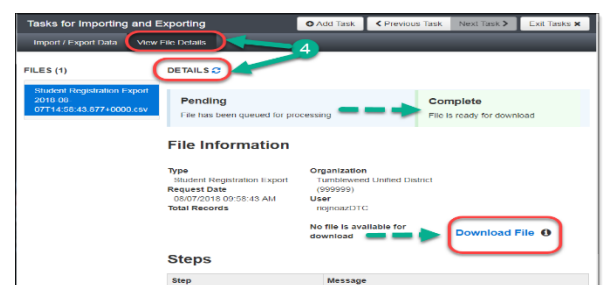 Tasks for Importing and Exporting
Add Task
Previous Task
Next Task
Exit Tasks
Import / Export Data
View File Details
4
FILES (1)
DETAILS
Student Registration Export
2018-08-
07T14:58:43.877+0000.csv
Pending
File has been queued for processing
Complete
File is ready for download
File Information
Type
Student Registration Export
Request Date
08/07/2018 09:58:43 AM
Total Records
Organization
Tumbleweed Unified District
(999999)
User
No file is available for
download
Download File
Steps
Step
Message